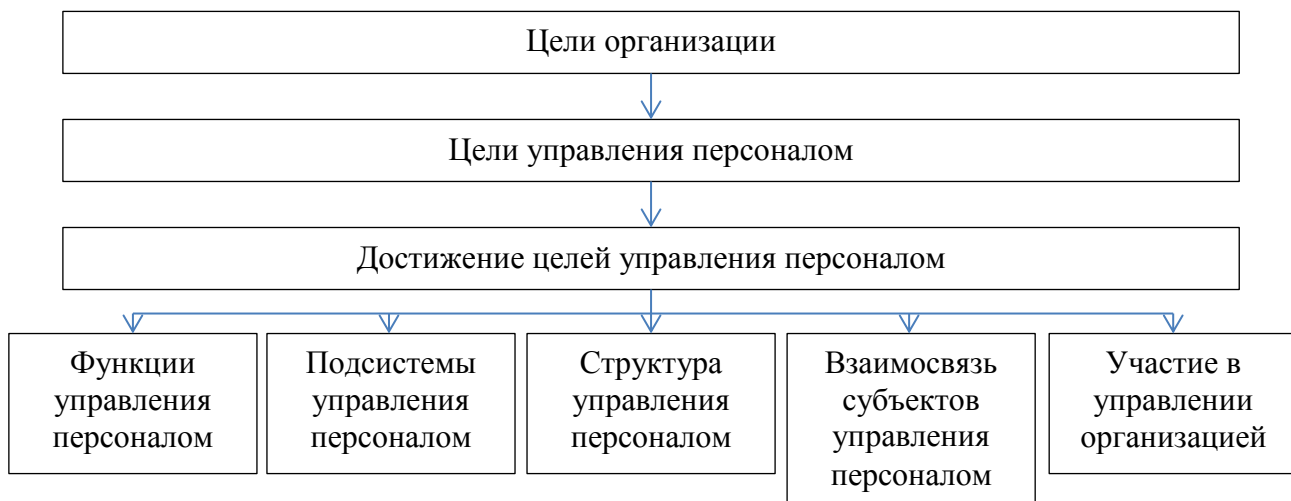 Цели организации
Цели управления персоналом
Достижение целей управления персоналом
Функции
управления
персоналом
Подсистемы
управления
персоналом
Структура
управления
персоналом
Взаимосвязь
субъектов
управления
персоналом
Участие в
управлении
организацией